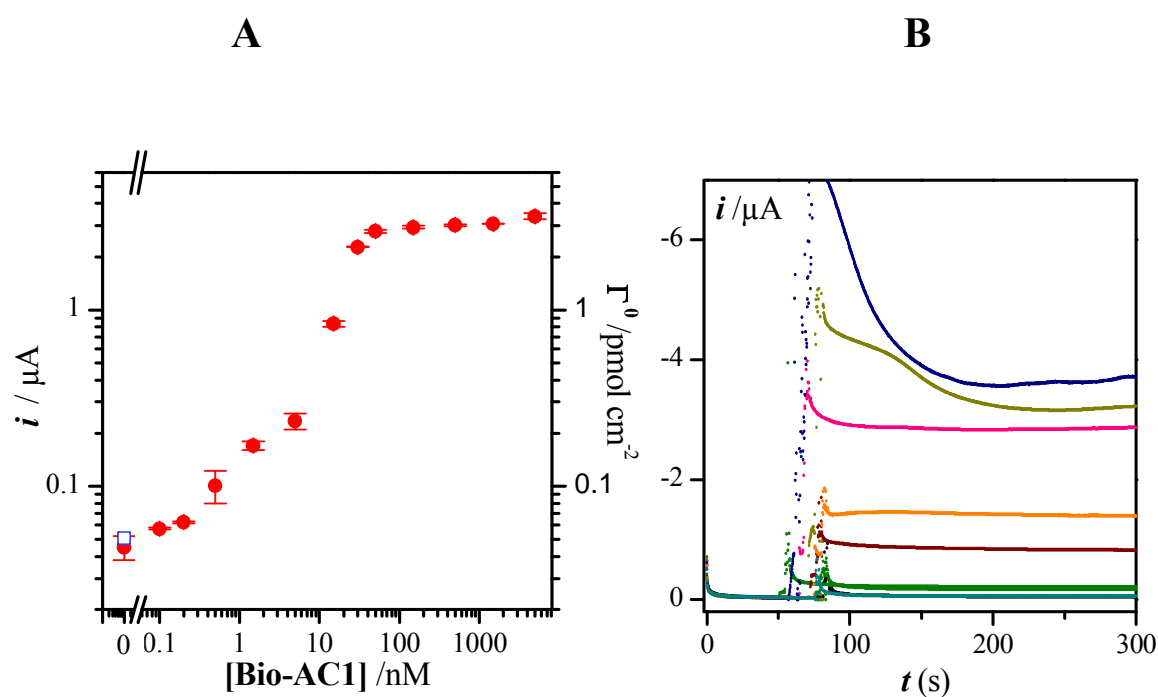 A
B
i / μA
1
0.1
0
0.1
1
10
100
1000
[Bio-AC1] /nM
1
0.1
Γ⁰/pmol cm⁻²
i /μA
-6
-4
-2
0
0
100
200
300
t (s)